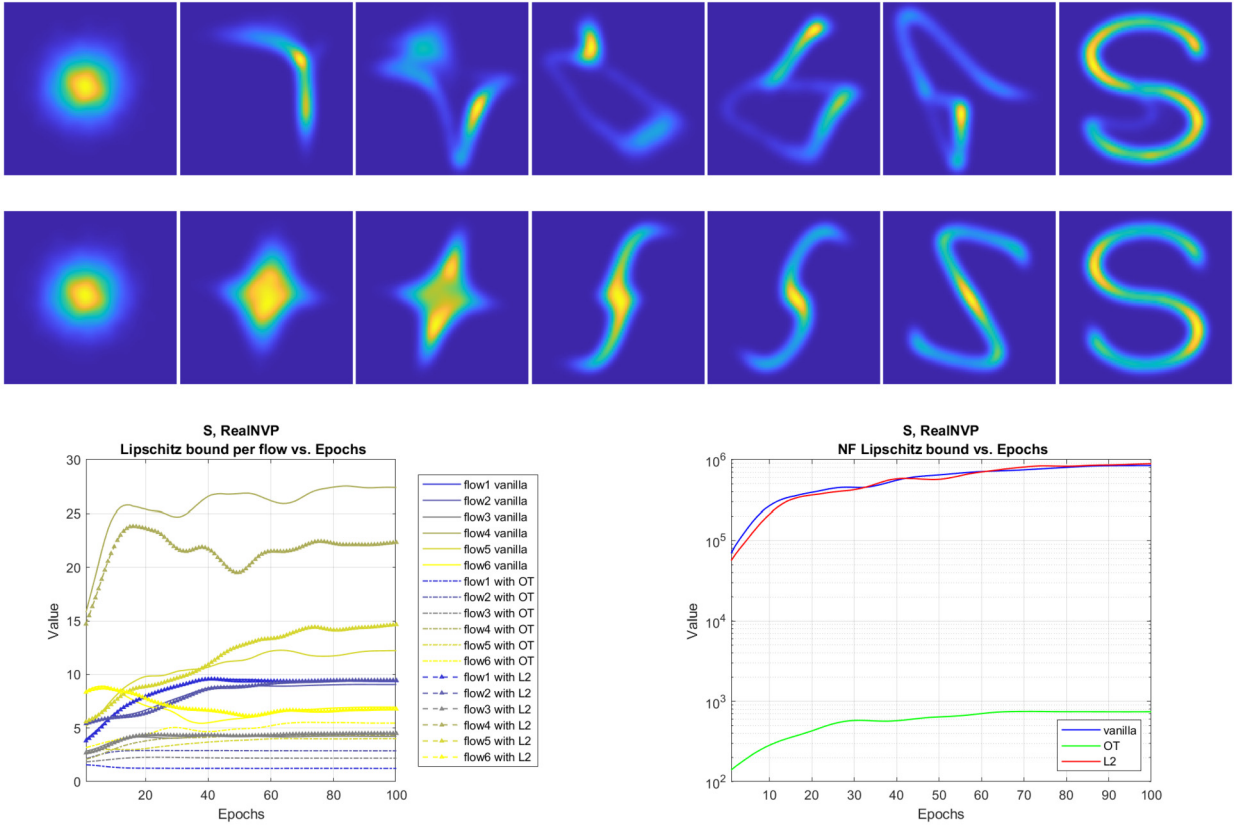 S, RealNVP
Lipschitz bound per flow vs. Epochs
30
25
20
15
10
5
0
Value
20
40
60
80
100
Epochs
flow1 vanilla
flow2 vanilla
flow3 vanilla
flow4 vanilla
flow5 vanilla
flow6 vanilla
flow1 with OT
flow2 with OT
flow3 with OT
flow4 with OT
flow5 with OT
flow6 with OT
flow1 with L2
flow2 with L2
flow3 with L2
flow4 with L2
flow5 with L2
flow6 with L2
S, RealNVP
NF Lipschitz bound vs. Epochs
10^6
10^5
10^4
10^3
10^2
Value
10
20
30
40
50
60
70
80
90
100
Epochs
vanilla
OT
L2